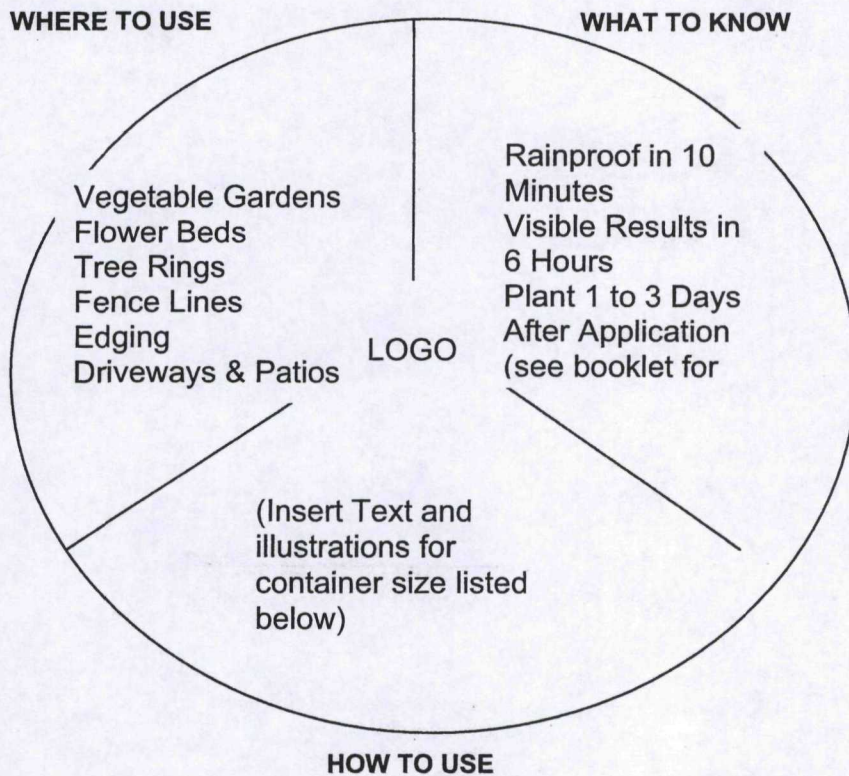 WHERE TO USE
WHAT TO KNOW
Vegetable Gardens
Flower Beds
Tree Rings
Fence Lines
Edging
Driveways & Patios
Rainproof in 10
Minutes
Visible Results in
6 Hours
Plant 1 to 3 Days
After Application
(see booklet for
LOGO
(Insert Text and
illustrations for
container size listed
below)
HOW TO USE